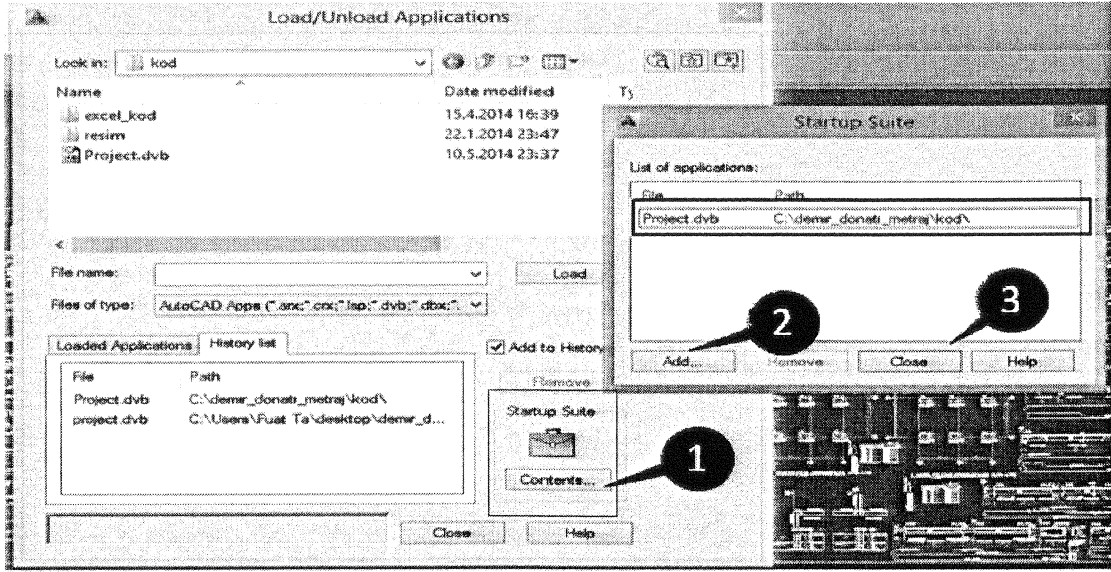 Load/Unload Applications
Look in: kod
Name Date modified Ty
excel_kod 15.4.2014 16:39
resim 22.1.2014 23:47
Project.dvb 10.5.2014 23:37
File name:
Load
Files of type: AutoCAD Apps (*.arx;*.crx;*.lsp;*.dvb;*.dbx;*.
Loaded Applications History list
Add to History
File Path
Remove
Project.dvb C:\demir_donati_metraj\kod\
project.dvb C:\Users\Fuat Ta\desktop\demir_d...
Startup Suite
Contents...
1
Close Help
Startup Suite
List of applications:
File Path
Project.dvb C:\demir_donati_metraj\kod\
2
3
Add... Remove Close Help